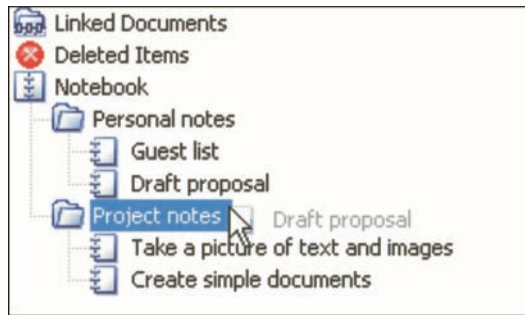 Linked Documents
Deleted Items
Notebook
Personal notes
Guest list
Draft proposal
Project notes Draft proposal
Take a picture of text and images
Create simple documents